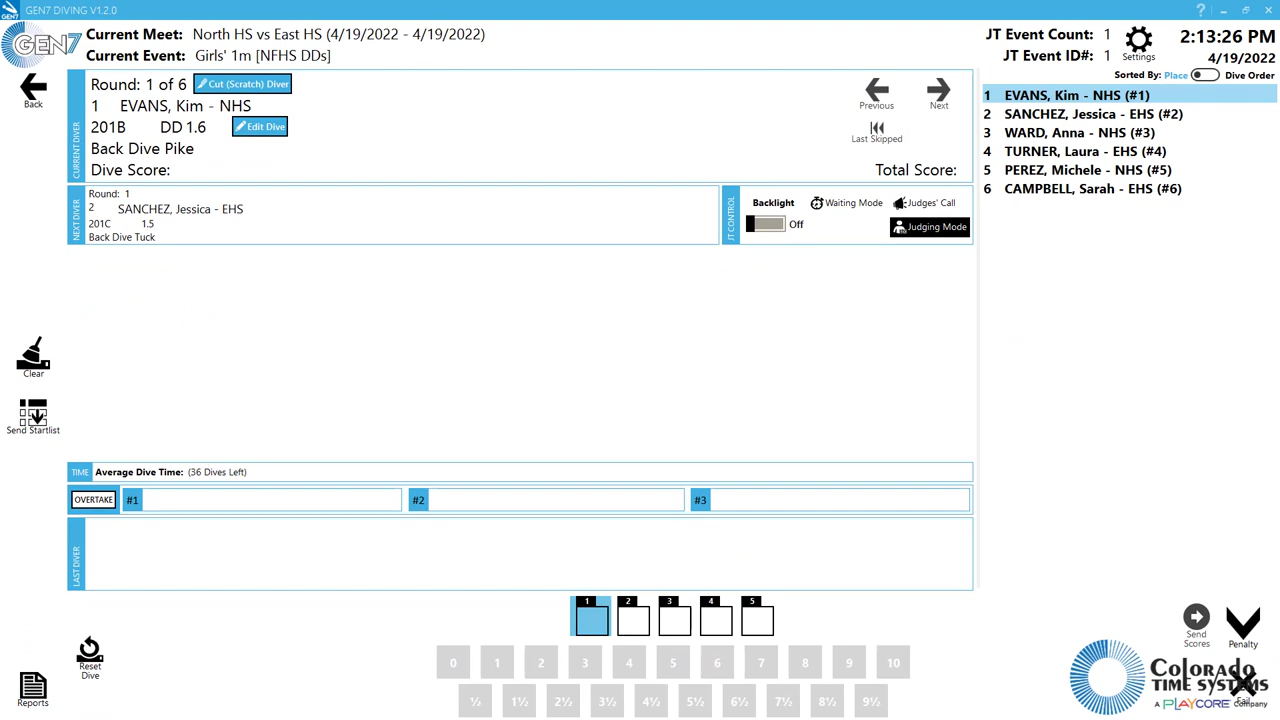 GEN7 DIVING V1.2.0
GEN7
Current Meet: North HS vs East HS (4/19/2022 - 4/19/2022)
Current Event: Girls' 1m [NFHS DDs]
JT Event Count: 1
JT Event ID#: 1
Settings
2:13:26 PM
4/19/2022
Sorted By: Place Dive Order
Back
CURRENT DIVER
Round: 1 of 6 Cut (Scratch) Diver
1 EVANS, Kim - NHS
201B DD 1.6 Edit Dive
Back Dive Pike
Dive Score:
Previous Next
Last Skipped
Total Score:
NEXT DIVER
Round: 1
2 SANCHEZ, Jessica - EHS
201C 1.5
Back Dive Tuck
JT CONTROL
Backlight Waiting Mode Judges' Call
Off Judging Mode
1 EVANS, Kim - NHS (#1)
2 SANCHEZ, Jessica - EHS (#2)
3 WARD, Anna - NHS (#3)
4 TURNER, Laura - EHS (#4)
5 PEREZ, Michele - NHS (#5)
6 CAMPBELL, Sarah - EHS (#6)
Clear
Send Startlist
TIME Average Dive Time: (36 Dives Left)
OVERTAKE #1 #2 #3
LAST DIVER
1 2 3 4 5
Reset
Dive
Reports
0 1 2 3 4 5 6 7 8 9 10
½ 1½ 2½ 3½ 4½ 5½ 6½ 7½ 8½ 9½
Send
Scores
Penalty
Fail
Colorado
TIME SYSTEMS
A PLAYCORE Company